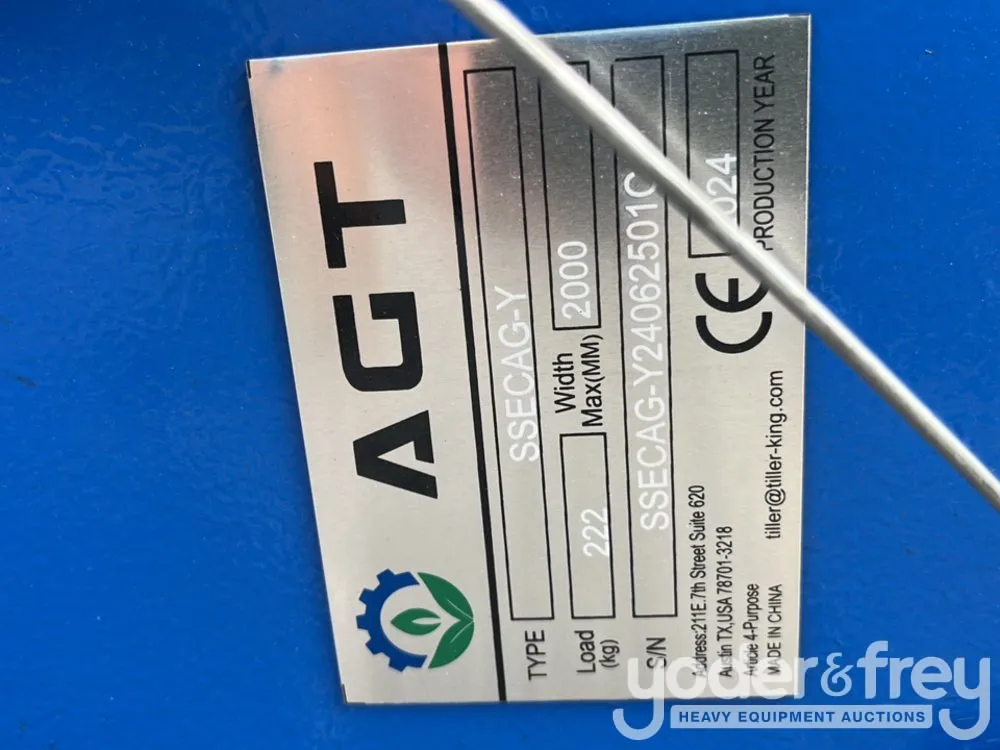 AGT
TYPE SSECAG-Y
Load (kg) 222 Width Max(MM) 2000
S/N SSECAG-Y24062501C
CE 024
PRODUCTION YEAR
Address:211E.7th Street Suite 620
Austin TX,USA 78701-3218
Article 4-Purpose
MADE IN CHINA tiller@tiller-king.com
yoder&frey
HEAVY EQUIPMENT AUCTIONS